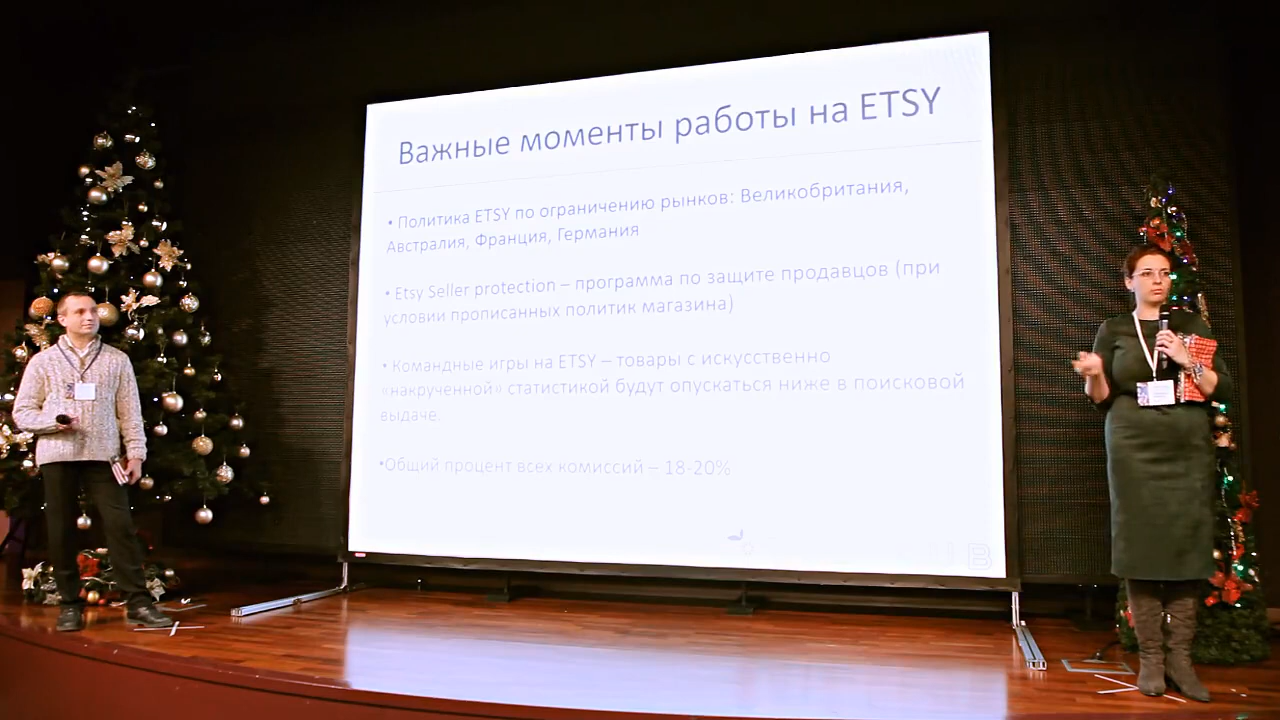 Важные моменты работы на ETSY
• Политика ETSY по ограничению рынков: Великобритания,
Австралия, Франция, Германия
• Etsy Seller protection – программа по защите продавцов (при
условии прописанных политик магазина)
• Командные игры на ETSY – товары с искусственно
«накрученной» статистикой будут опускаться ниже в поисковой
выдаче.
•Общий процент всех комиссий – 18-20%